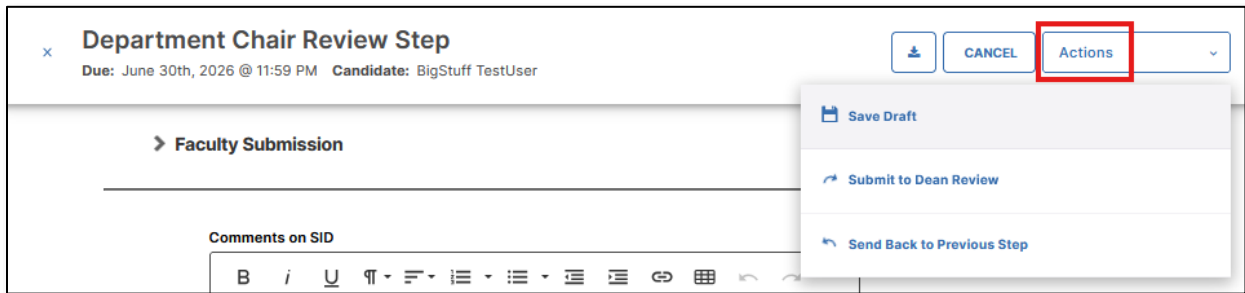 Department Chair Review Step
Due: June 30th, 2026 @ 11:59 PM Candidate: BigStuff TestUser
CANCEL
Actions
Save Draft
Submit to Dean Review
Send Back to Previous Step
Faculty Submission
Comments on SID
B i U ¶